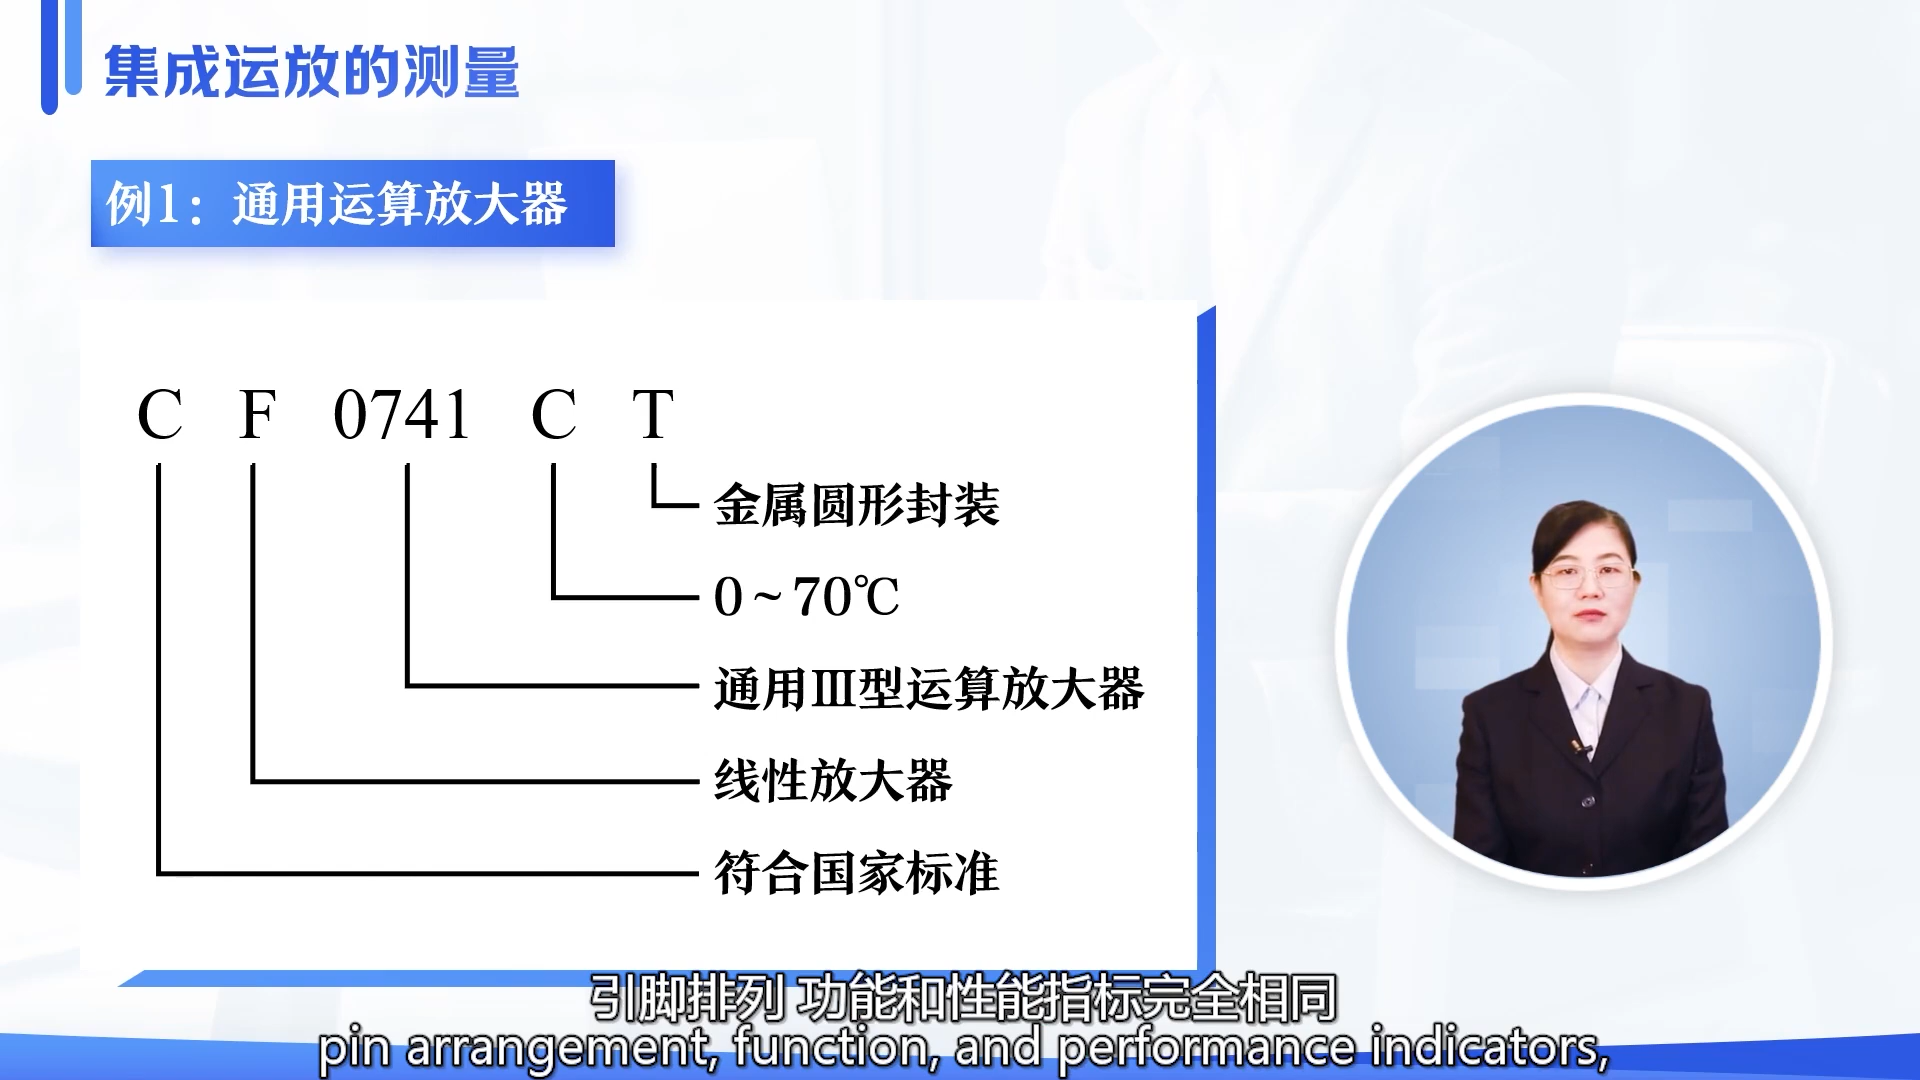 集成运放的测量
例1：通用运算放大器
C F 0741 C T
金属圆形封装
0~70℃
通用Ⅲ型运算放大器
线性放大器
符合国家标准
引脚排列 功能和性能指标完全相同
pin arrangement, function, and performance indicators,